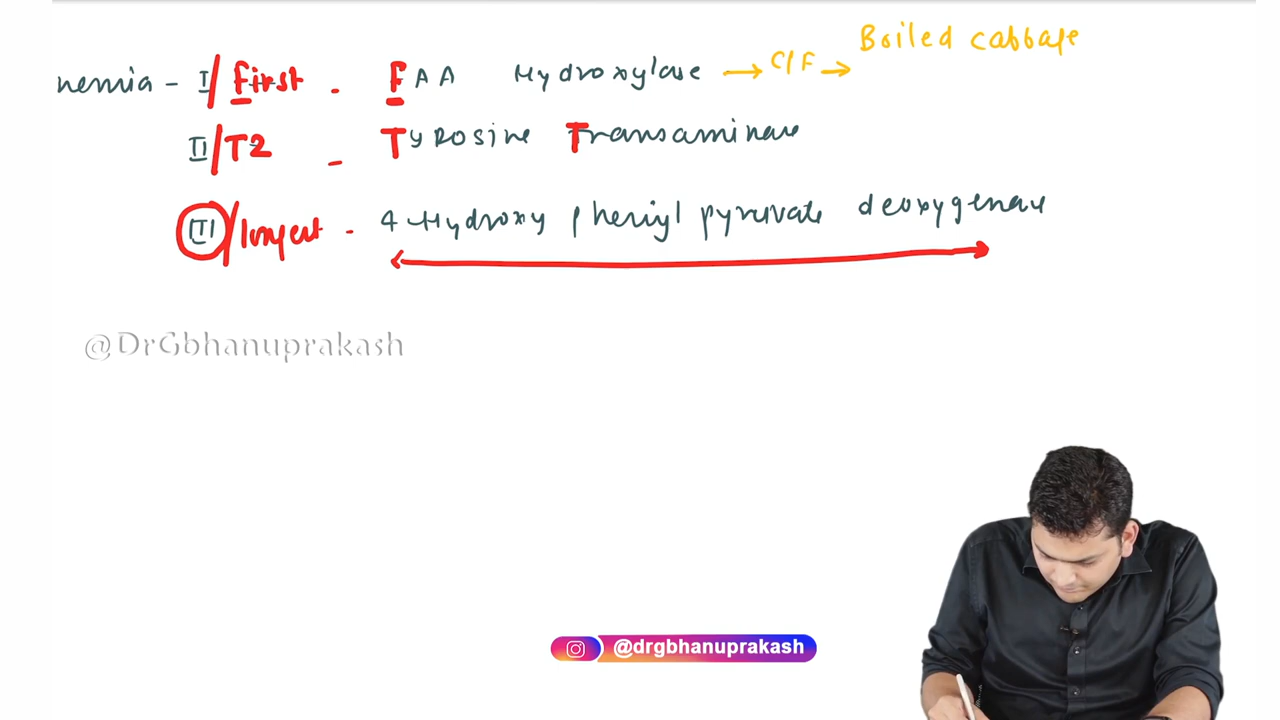 nemia - I / First - FAA Hydroxylase → C/F → Boiled cabbage
II / T2 - Tyrosine Transaminase
III / longest - 4-Hydroxy phenyl pyruvate deoxygenase
@DrGbhanuprakash
@drgbhanuprakash